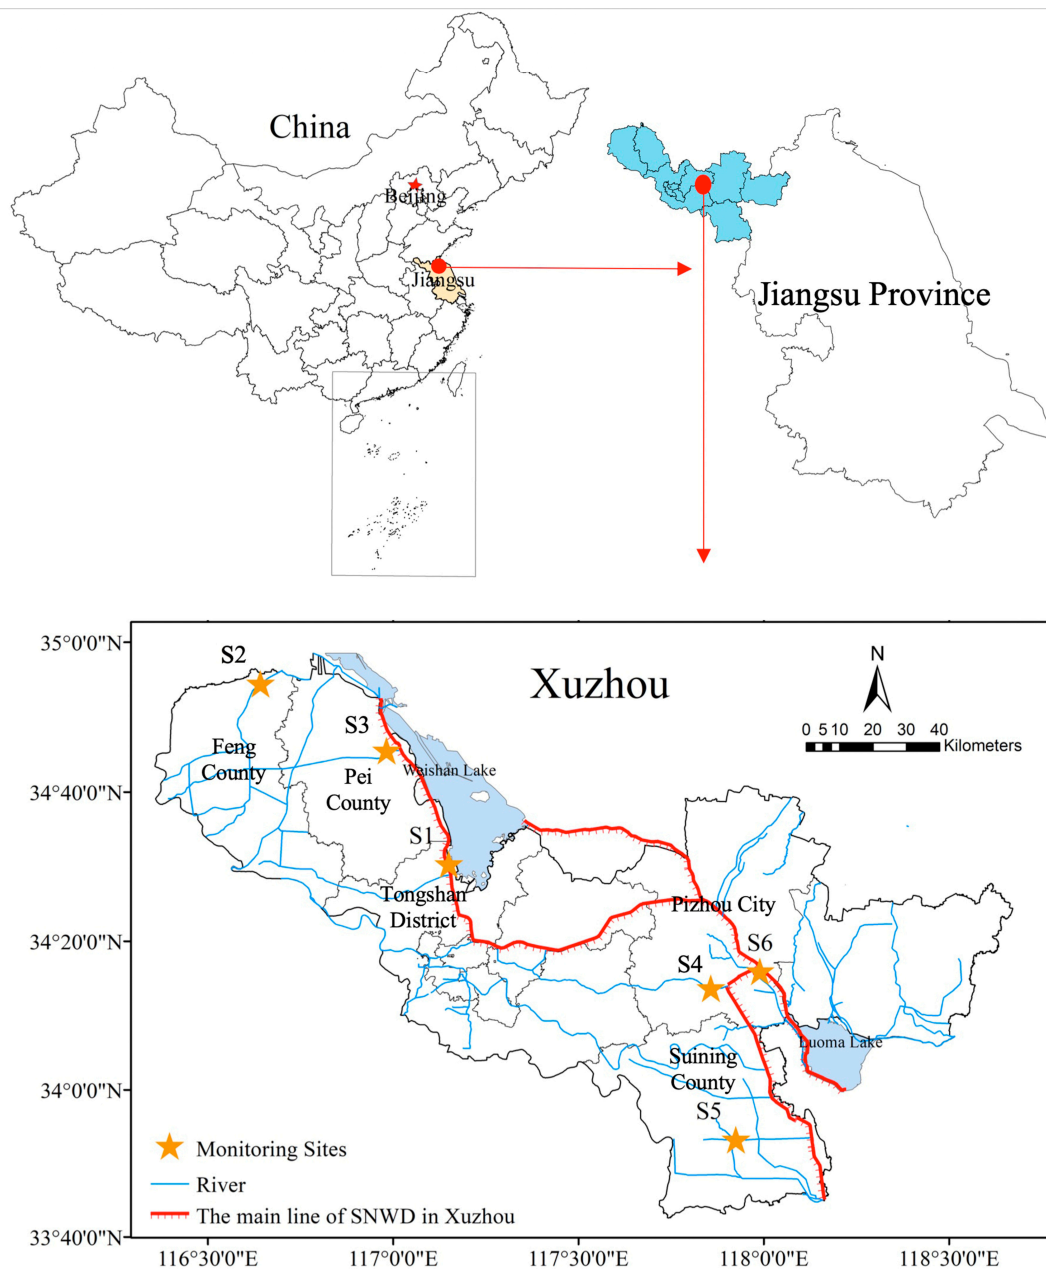 China
Beijing
Jiangsu
Jiangsu Province
35°0'0"N
34°40'0"N
34°20'0"N
34°0'0"N
33°40'0"N
S2
Xuzhou
N
0 5 10 20 30 40
Kilometers
S3
Feng
County
Weishan Lake
Pei
County
S1
Tongshan
District
Pizhou City
S6
S4
Luoma Lake
Suining
County
S5
Monitoring Sites
River
The main line of SNWD in Xuzhou
116°30'0"E
117°0'0"E
117°30'0"E
118°0'0"E
118°30'0"E